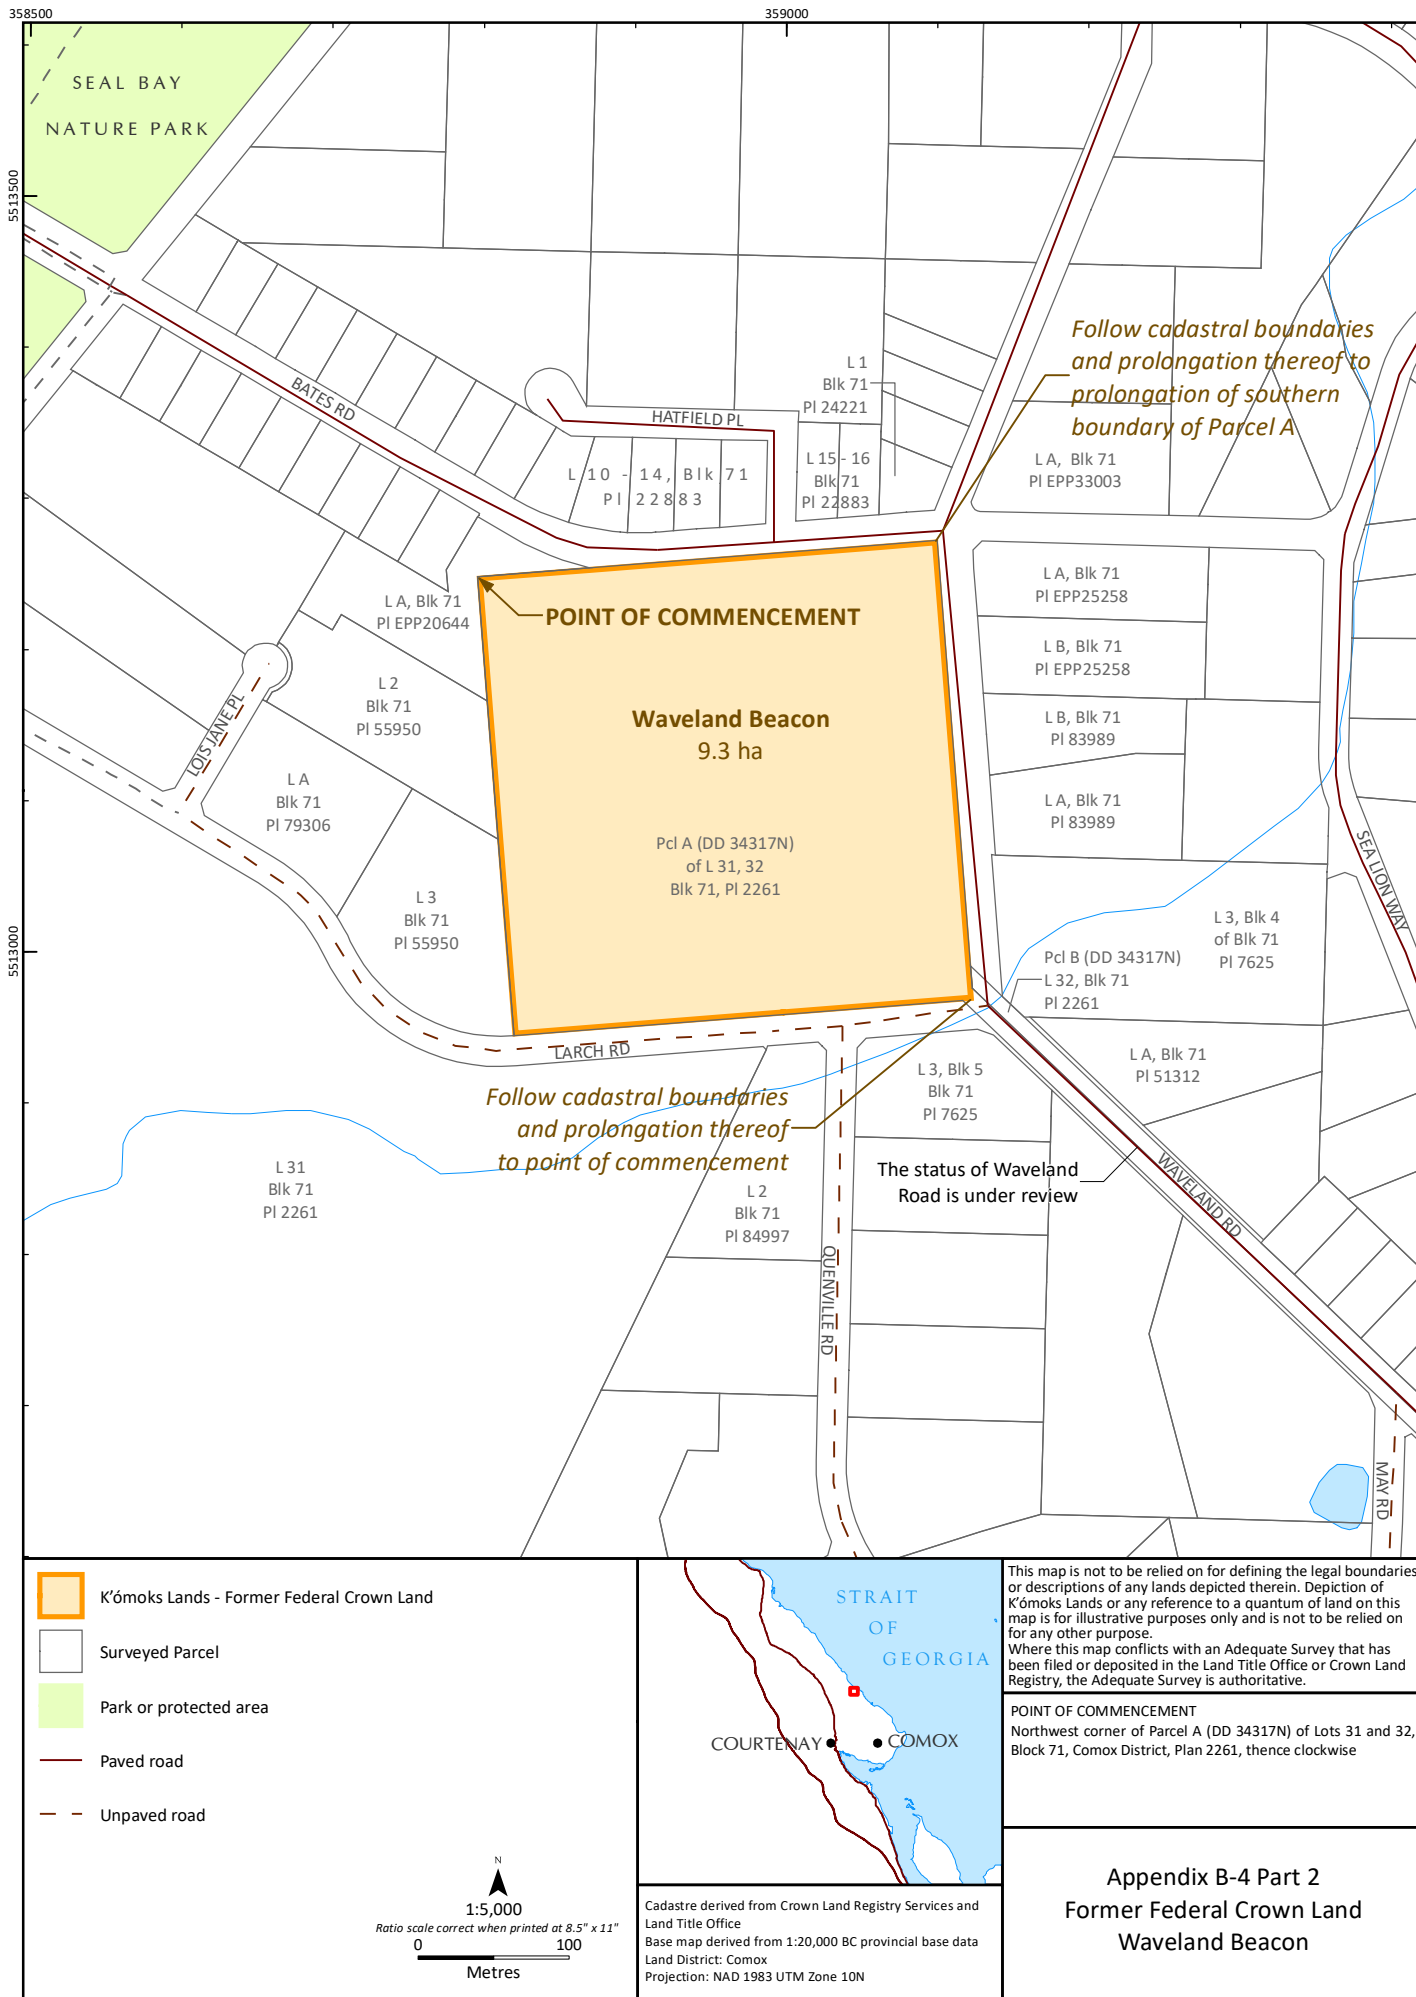 358500
359000
5513500
5513000
SEAL BAY
NATURE PARK
BATES RD
HATFIELD PL
L 1
Blk 71
Pl 24221
Follow cadastral boundaries
and prolongation thereof to
prolongation of southern
boundary of Parcel A
L 10 - 14, Blk 71
Pl 22883
L 15 - 16
Blk 71
Pl 22883
L A, Blk 71
Pl EPP33003
L A, Blk 71
Pl EPP20644
POINT OF COMMENCEMENT
L A, Blk 71
Pl EPP25258
L B, Blk 71
Pl EPP25258
L 2
Blk 71
Pl 55950
LOIS JANE PL
Waveland Beacon
9.3 ha
L B, Blk 71
Pl 83989
L A
Blk 71
Pl 79306
L A, Blk 71
Pl 83989
Pcl A (DD 34317N)
of L 31, 32
Blk 71, Pl 2261
SEA LION WAY
L 3
Blk 71
Pl 55950
L 3, Blk 4
of Blk 71
Pl 7625
Pcl B (DD 34317N)
L 32, Blk 71
Pl 2261
LARCH RD
L 3, Blk 5
Blk 71
Pl 7625
L A, Blk 71
Pl 51312
Follow cadastral boundaries
and prolongation thereof
to point of commencement
The status of Waveland
Road is under review
WAVELAND RD
L 31
Blk 71
Pl 2261
L 2
Blk 71
Pl 84997
QUENVILLE RD
MAY RD
K'ómoks Lands - Former Federal Crown Land
Surveyed Parcel
Park or protected area
Paved road
Unpaved road
N
1:5,000
Ratio scale correct when printed at 8.5" x 11"
0 100
Metres
STRAIT
OF
GEORGIA
COURTENAY
COMOX
Cadastre derived from Crown Land Registry Services and
Land Title Office
Base map derived from 1:20,000 BC provincial base data
Land District: Comox
Projection: NAD 1983 UTM Zone 10N
This map is not to be relied on for defining the legal boundaries
or descriptions of any lands depicted therein. Depiction of
K'ómoks Lands or any reference to a quantum of land on this
map is for illustrative purposes only and is not to be relied on
for any other purpose.
Where this map conflicts with an Adequate Survey that has
been filed or deposited in the Land Title Office or Crown Land
Registry, the Adequate Survey is authoritative.
POINT OF COMMENCEMENT
Northwest corner of Parcel A (DD 34317N) of Lots 31 and 32,
Block 71, Comox District, Plan 2261, thence clockwise
Appendix B-4 Part 2
Former Federal Crown Land
Waveland Beacon